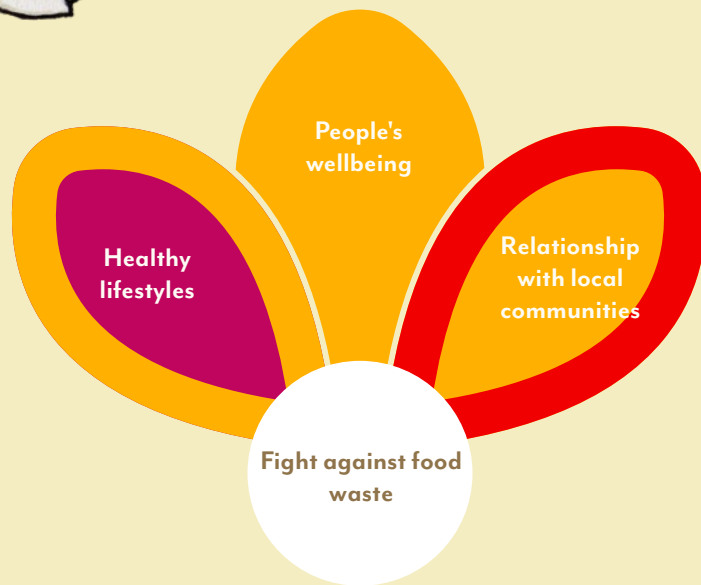 People's
wellbeing
Healthy
lifestyles
Relationship
with local
communities
Fight against food
waste